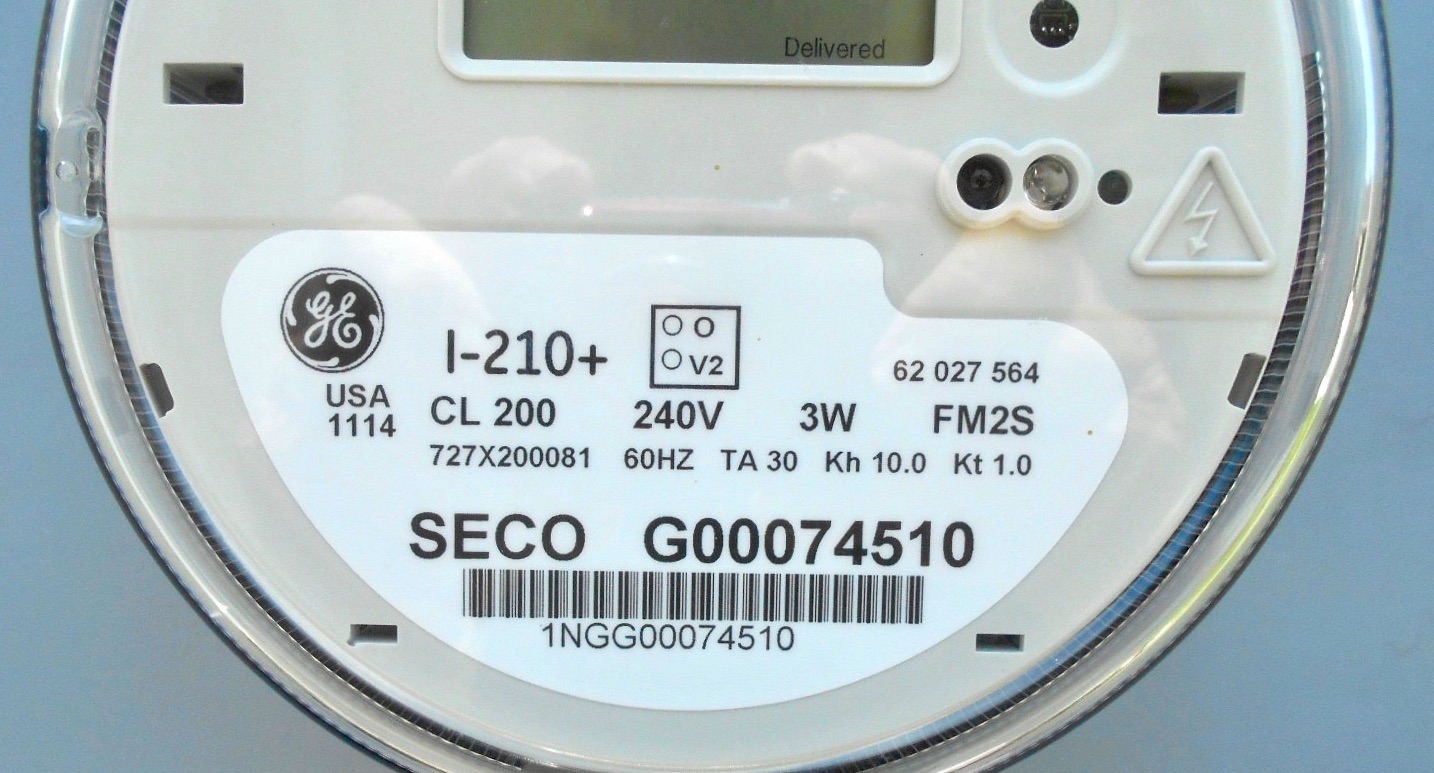 Delivered
GE
I-210+
O O
O V2
62 027 564
USA
1114
CL 200 240V 3W FM2S
727X200081 60HZ TA 30 Kh 10.0 Kt 1.0
SECO G00074510
1NGG00074510